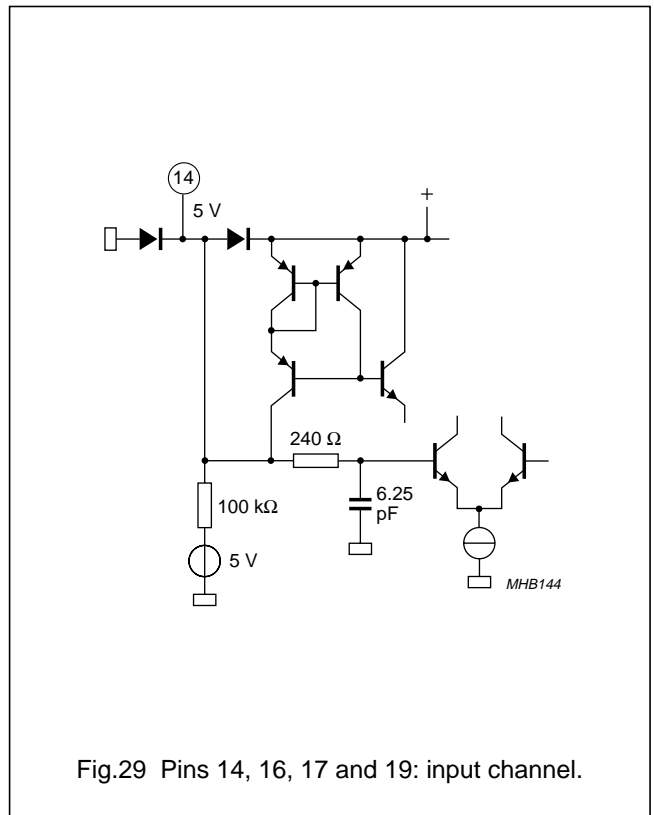 14
5 V
+
240 Ω
6.25
pF
100 kΩ
5 V
MHB144
Fig.29 Pins 14, 16, 17 and 19: input channel.